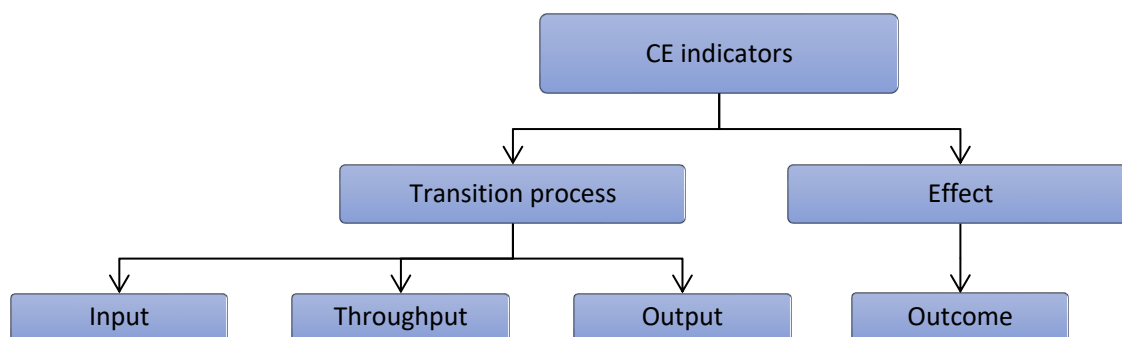 CE indicators
Transition process
Effect
Input
Throughput
Output
Outcome